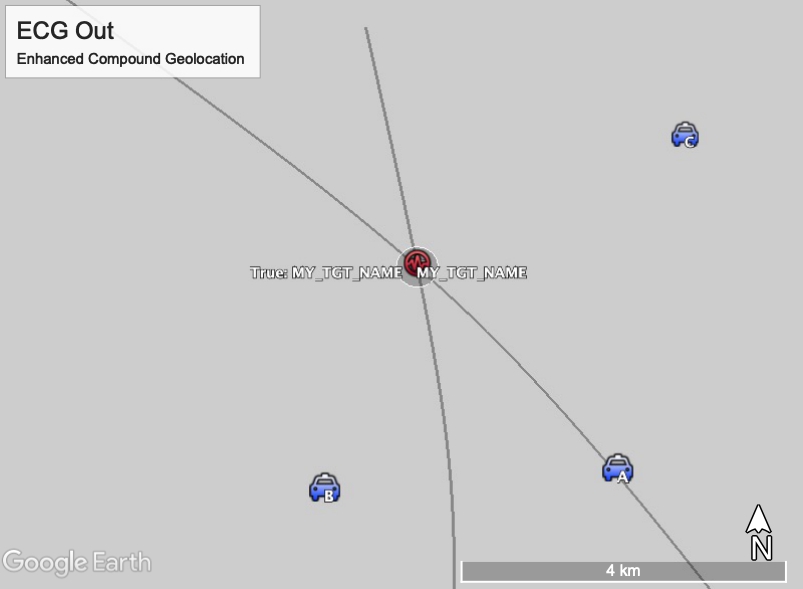 ECG Out
Enhanced Compound Geolocation
C
True: MY_TGT_NAME MY_TGT_NAME
A
B
N
Google Earth
4 km